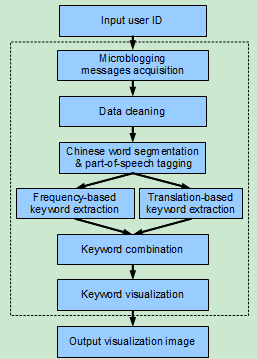 Input user ID
Microblogging
messages acquisition
Data cleaning
Chinese word segmentation
& part-of-speech tagging
Frequency-based
keyword extraction
Translation-based
keyword extraction
Keyword combination
Keyword visualization
Output visualization image